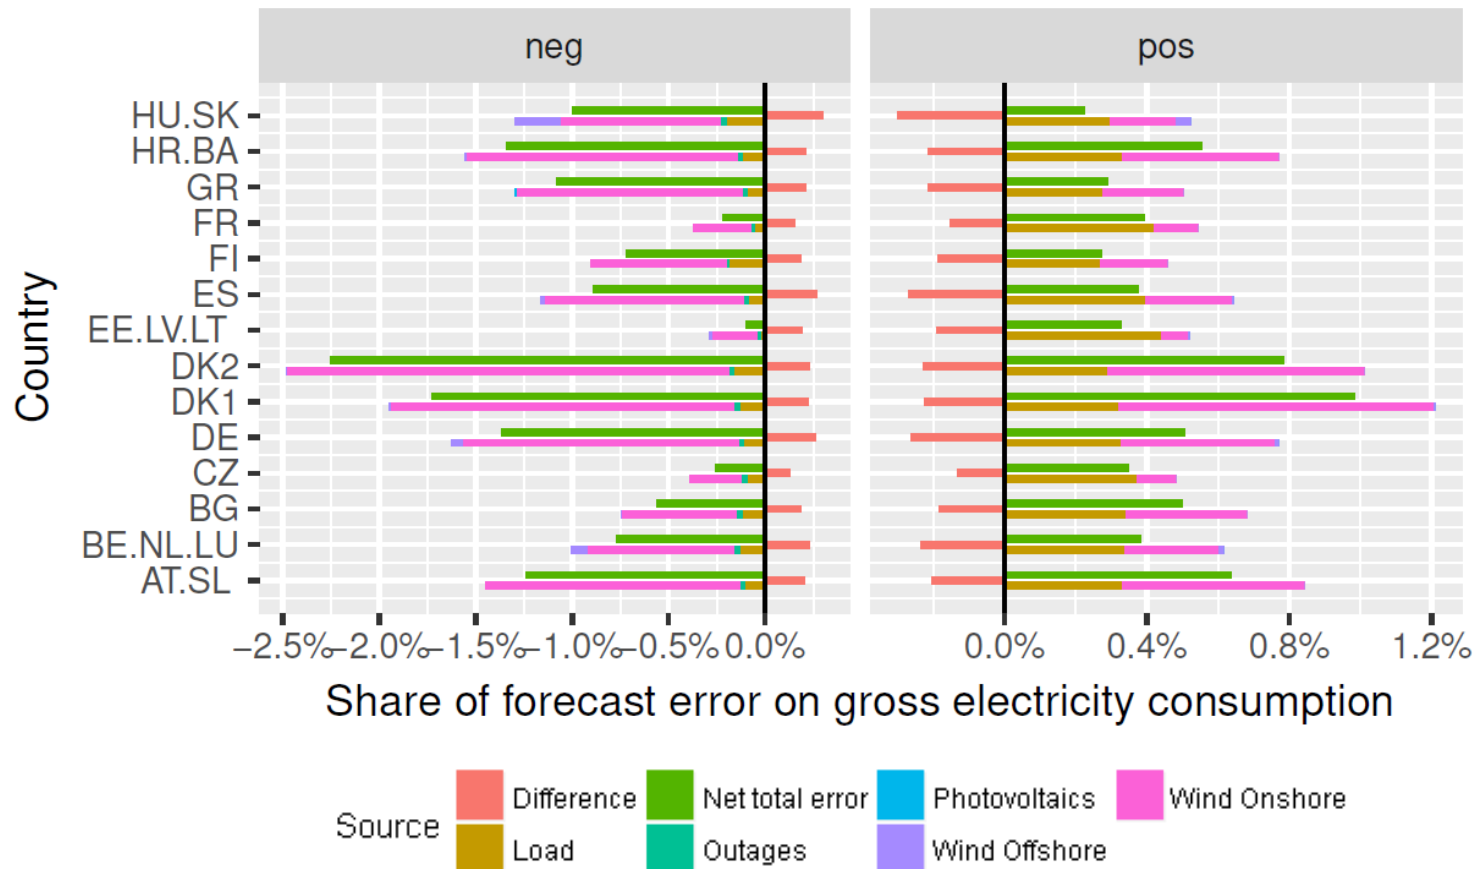 neg
pos
HU.SK
HR.BA
GR
FR
FI
ES
EE.LV.LT
DK2
DK1
DE
CZ
BG
BE.NL.LU
AT.SL
Country
−2.5% −2.0% −1.5% −1.0% −0.5% 0.0%
0.0% 0.4% 0.8% 1.2%
Share of forecast error on gross electricity consumption
Source
Difference Net total error Photovoltaics Wind Onshore
Load Outages Wind Offshore